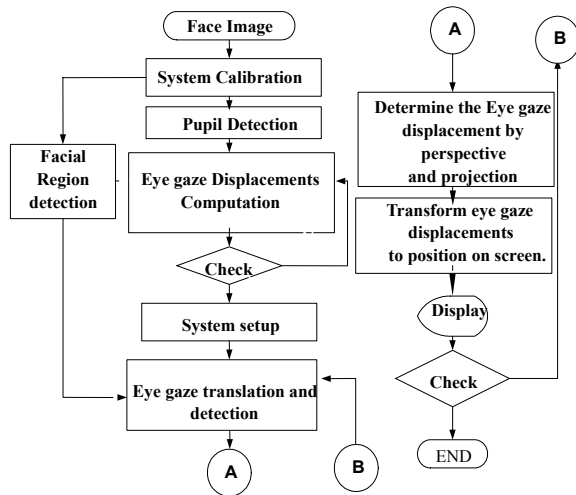 Face Image
System Calibration
Pupil Detection
Facial
Region
detection
Eye gaze Displacements
Computation
Check
System setup
Eye gaze translation and
detection
A
B
A
B
Determine the Eye gaze
displacement by
perspective
and projection
Transform eye gaze
displacements
to position on screen.
Display
Check
END